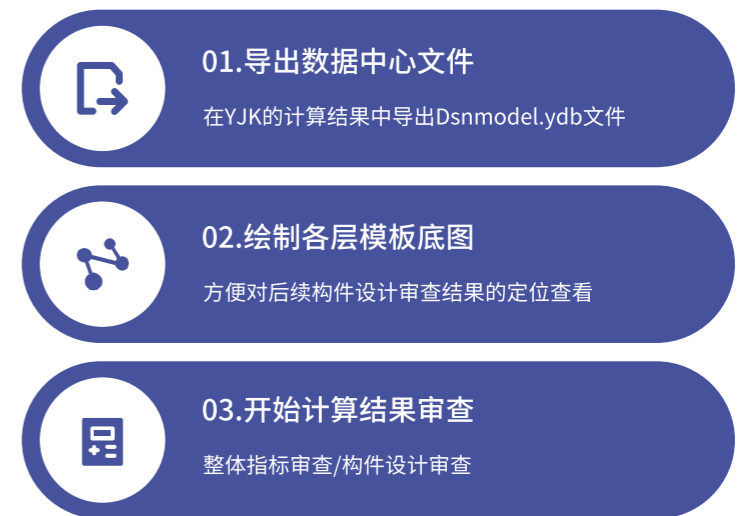 01.导出数据中心文件
在YJK的计算结果中导出Dsnmodel.ydb文件
02.绘制各层模板底图
方便对后续构件设计审查结果的定位查看
03.开始计算结果审查
整体指标审查/构件设计审查